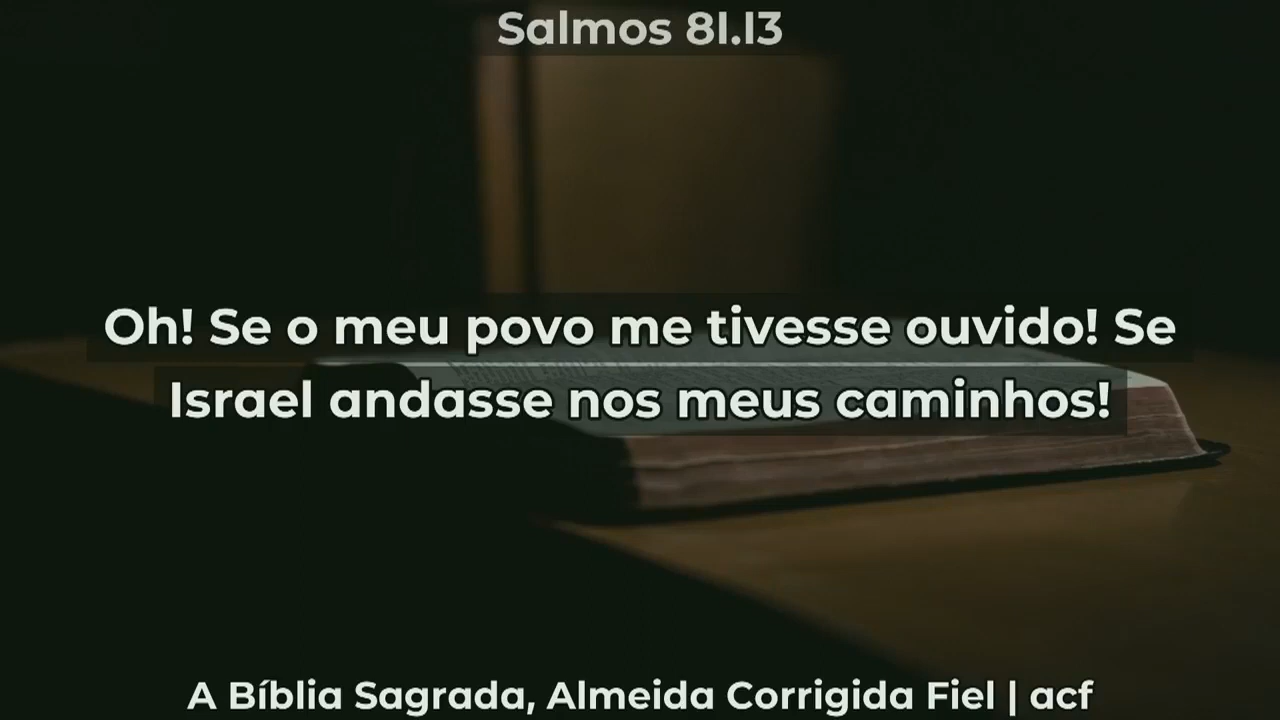 Salmos 81.13
Oh! Se o meu povo me tivesse ouvido! Se
Israel andasse nos meus caminhos!
A Bíblia Sagrada, Almeida Corrigida Fiel | acf